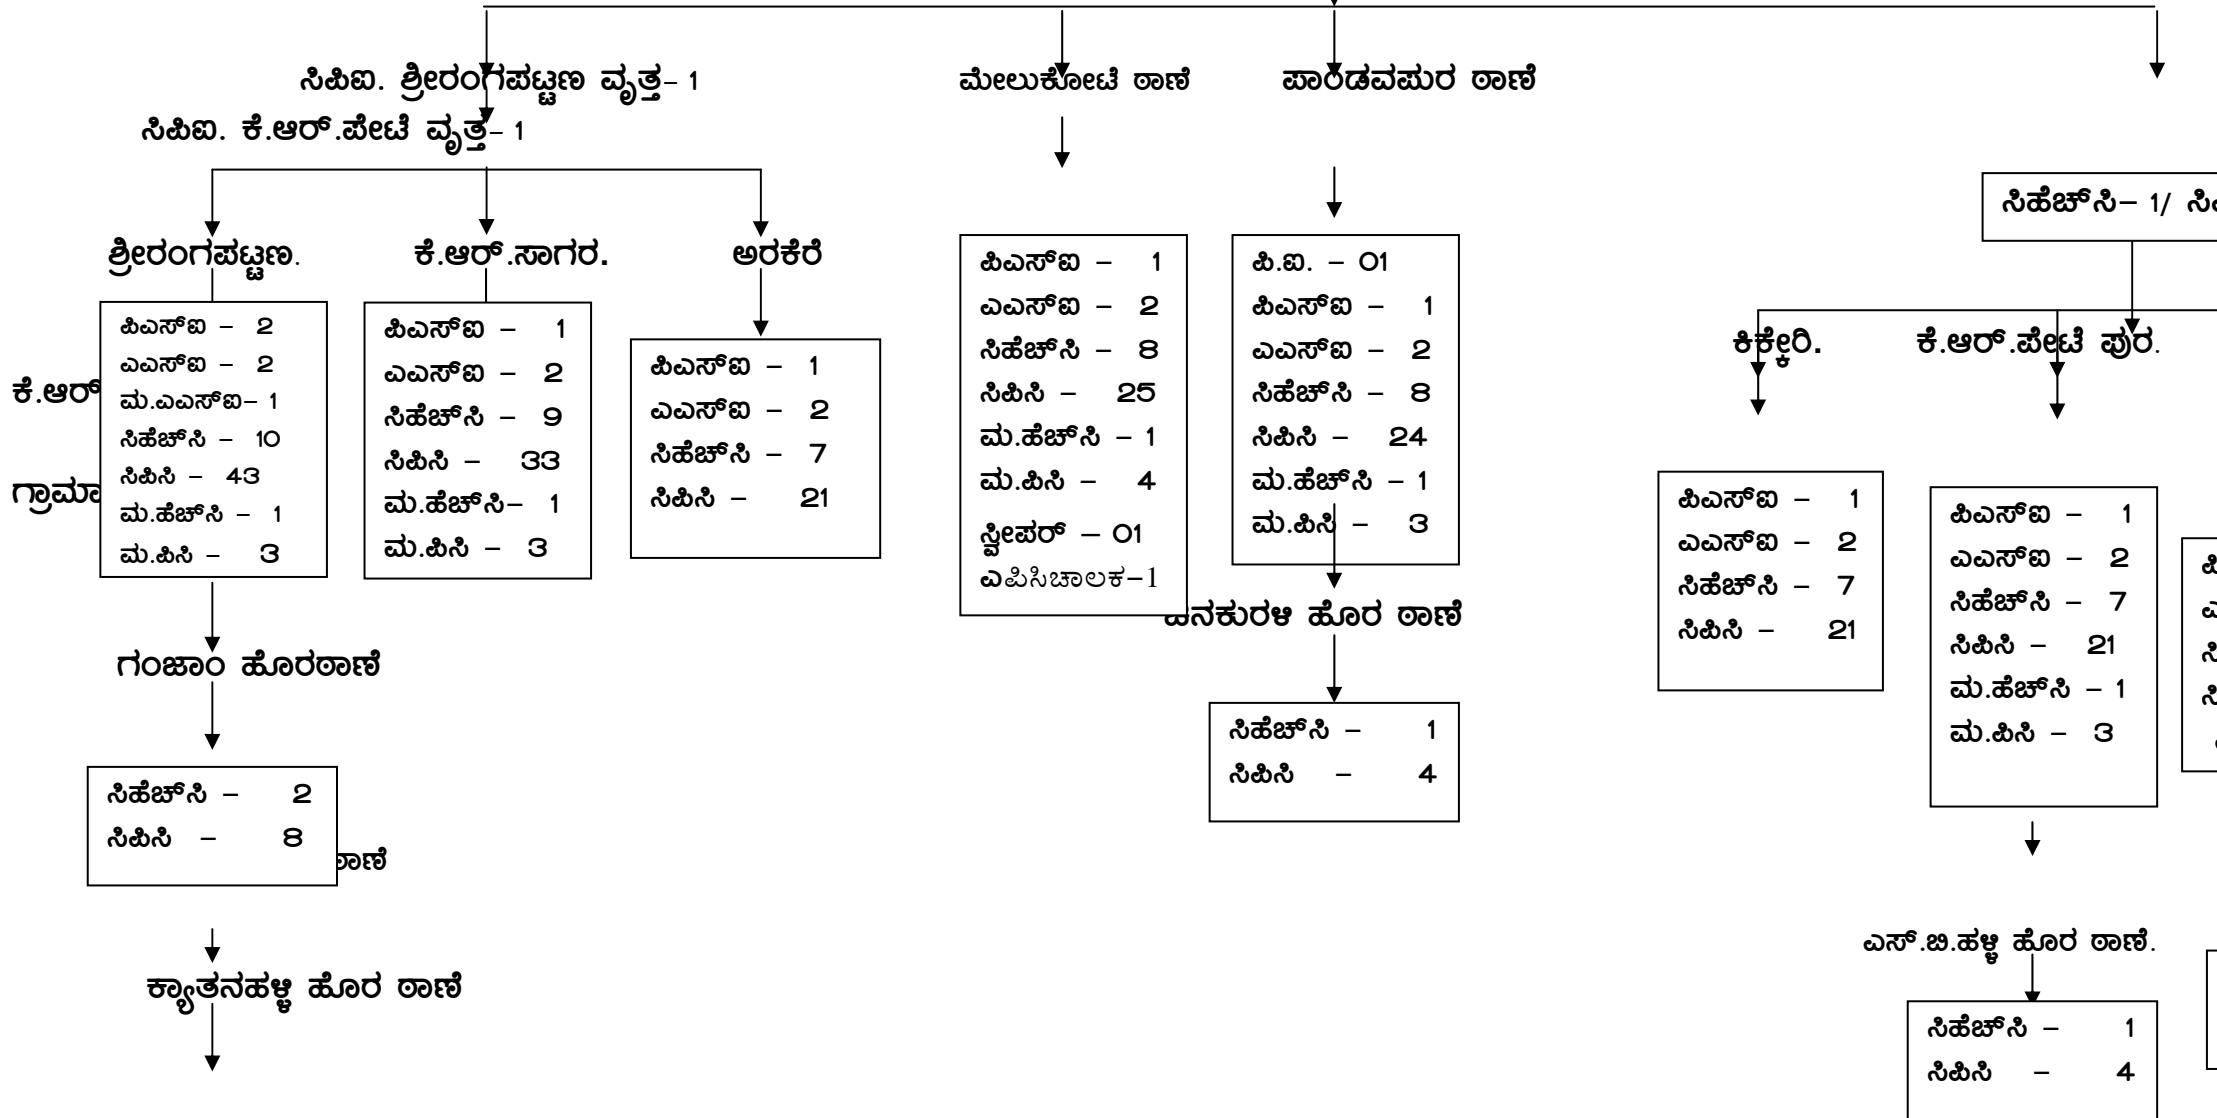 ಸಿಪಿಐ. ಶ್ರೀರಂಗಪಟ್ಟಣ ವೃತ್ತ- 1
ಸಿಪಿಐ. ಕೆ.ಆರ್.ಪೇಟೆ ವೃತ್ತ- 1
ಮೇಲುಕೋಟೆ ಠಾಣೆ
ಪಾಂಡವಪುರ ಠಾಣೆ
ಸಿಹೆಚ್‌ಸಿ- 1/
ಶ್ರೀರಂಗಪಟ್ಟಣ.
ಕೆ.ಆರ್.ಸಾಗರ.
ಅರಕೆರೆ
ಕೆ.ಆರ್
ಗ್ರಾಮಾ
ಪಿಎಸ್‌ಐ - 2
ಎಎಸ್‌ಐ - 2
ಮ.ಎಎಸ್‌ಐ- 1
ಸಿಹೆಚ್‌ಸಿ - 10
ಸಿಪಿಸಿ - 43
ಮ.ಹೆಚ್‌ಸಿ - 1
ಮ.ಪಿಸಿ - 3
ಪಿಎಸ್‌ಐ - 1
ಎಎಸ್‌ಐ - 2
ಸಿಹೆಚ್‌ಸಿ - 9
ಸಿಪಿಸಿ - 33
ಮ.ಹೆಚ್‌ಸಿ- 1
ಮ.ಪಿಸಿ - 3
ಪಿಎಸ್‌ಐ - 1
ಎಎಸ್‌ಐ - 2
ಸಿಹೆಚ್‌ಸಿ - 7
ಸಿಪಿಸಿ - 21
ಪಿಎಸ್‌ಐ - 1
ಎಎಸ್‌ಐ - 2
ಸಿಹೆಚ್‌ಸಿ - 8
ಸಿಪಿಸಿ - 25
ಮ.ಹೆಚ್‌ಸಿ - 1
ಮ.ಪಿಸಿ - 4
ಸ್ವೀಪರ್ - 01
ಎಪಿಸಿಚಾಲಕ-1
ಪಿ.ಐ. - 01
ಪಿಎಸ್‌ಐ - 1
ಎಎಸ್‌ಐ - 2
ಸಿಹೆಚ್‌ಸಿ - 8
ಸಿಪಿಸಿ - 24
ಮ.ಹೆಚ್‌ಸಿ - 1
ಮ.ಪಿಸಿ - 3
ಹೊರ ಠಾಣೆ
ಸಿಹೆಚ್‌ಸಿ - 1
ಸಿಪಿಸಿ - 4
ಕಿಕ್ಕೇರಿ.
ಕೆ.ಆರ್.ಪೇಟೆ ಪುರ.
ಪಿಎಸ್‌ಐ - 1
ಎಎಸ್‌ಐ - 2
ಸಿಹೆಚ್‌ಸಿ - 7
ಸಿಪಿಸಿ - 21
ಪಿಎಸ್‌ಐ - 1
ಎಎಸ್‌ಐ - 2
ಸಿಹೆಚ್‌ಸಿ - 7
ಸಿಪಿಸಿ - 21
ಮ.ಹೆಚ್‌ಸಿ - 1
ಮ.ಪಿಸಿ - 3
ಗಂಜಾಂ ಹೊರಠಾಣೆ
ಸಿಹೆಚ್‌ಸಿ - 2
ಸಿಪಿಸಿ - 8
ಕ್ಯಾತನಹಳ್ಳಿ ಹೊರ ಠಾಣೆ
ಎಸ್.ಬಿ.ಹಳ್ಳಿ ಹೊರ ಠಾಣೆ.
ಸಿಹೆಚ್‌ಸಿ - 1
ಸಿಪಿಸಿ - 4